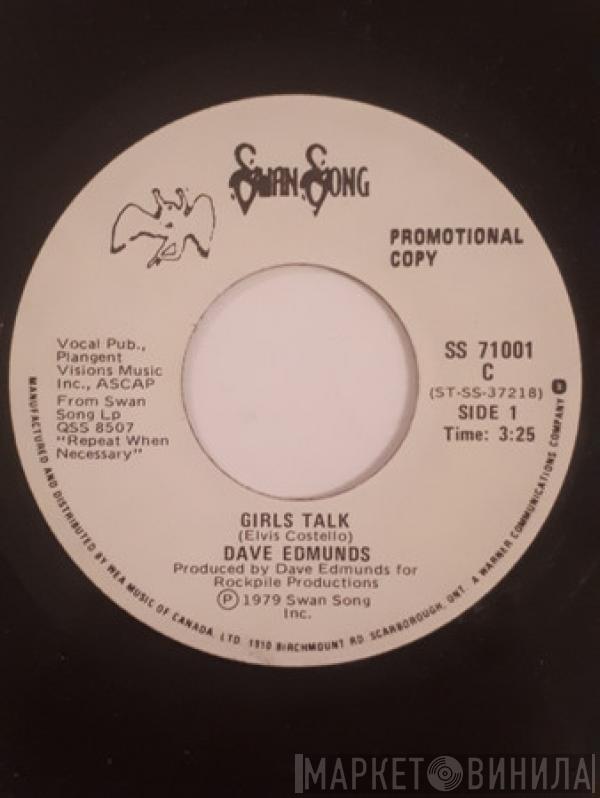 Swan Song
PROMOTIONAL
COPY
Vocal Pub.,
Plangent
Visions Music
Inc., ASCAP
From Swan
Song Lp
QSS 8507
"Repeat When
Necessary"
SS 71001
C
(ST-SS-37218)
SIDE 1
Time: 3:25
GIRLS TALK
(Elvis Costello)
DAVE EDMUNDS
Produced by Dave Edmunds for
Rockpile Productions
Ⓟ 1979 Swan Song
Inc.
MANUFACTURED AND DISTRIBUTED BY WEA MUSIC OF CANADA, LTD. 1810 BIRCHMOUNT RD. SCARBOROUGH, ONT. A WARNER COMMUNICATIONS COMPANY
МАРКЕТ ВИНИЛА